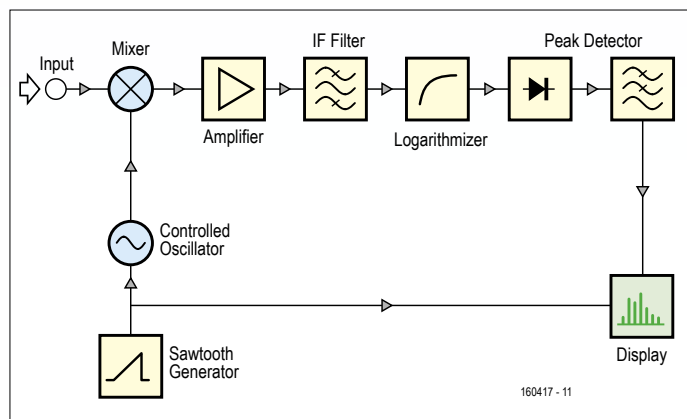 Input
Mixer
Amplifier
IF Filter
Logarithmizer
Peak Detector
Controlled
Oscillator
Sawtooth
Generator
Display
160417 - 11